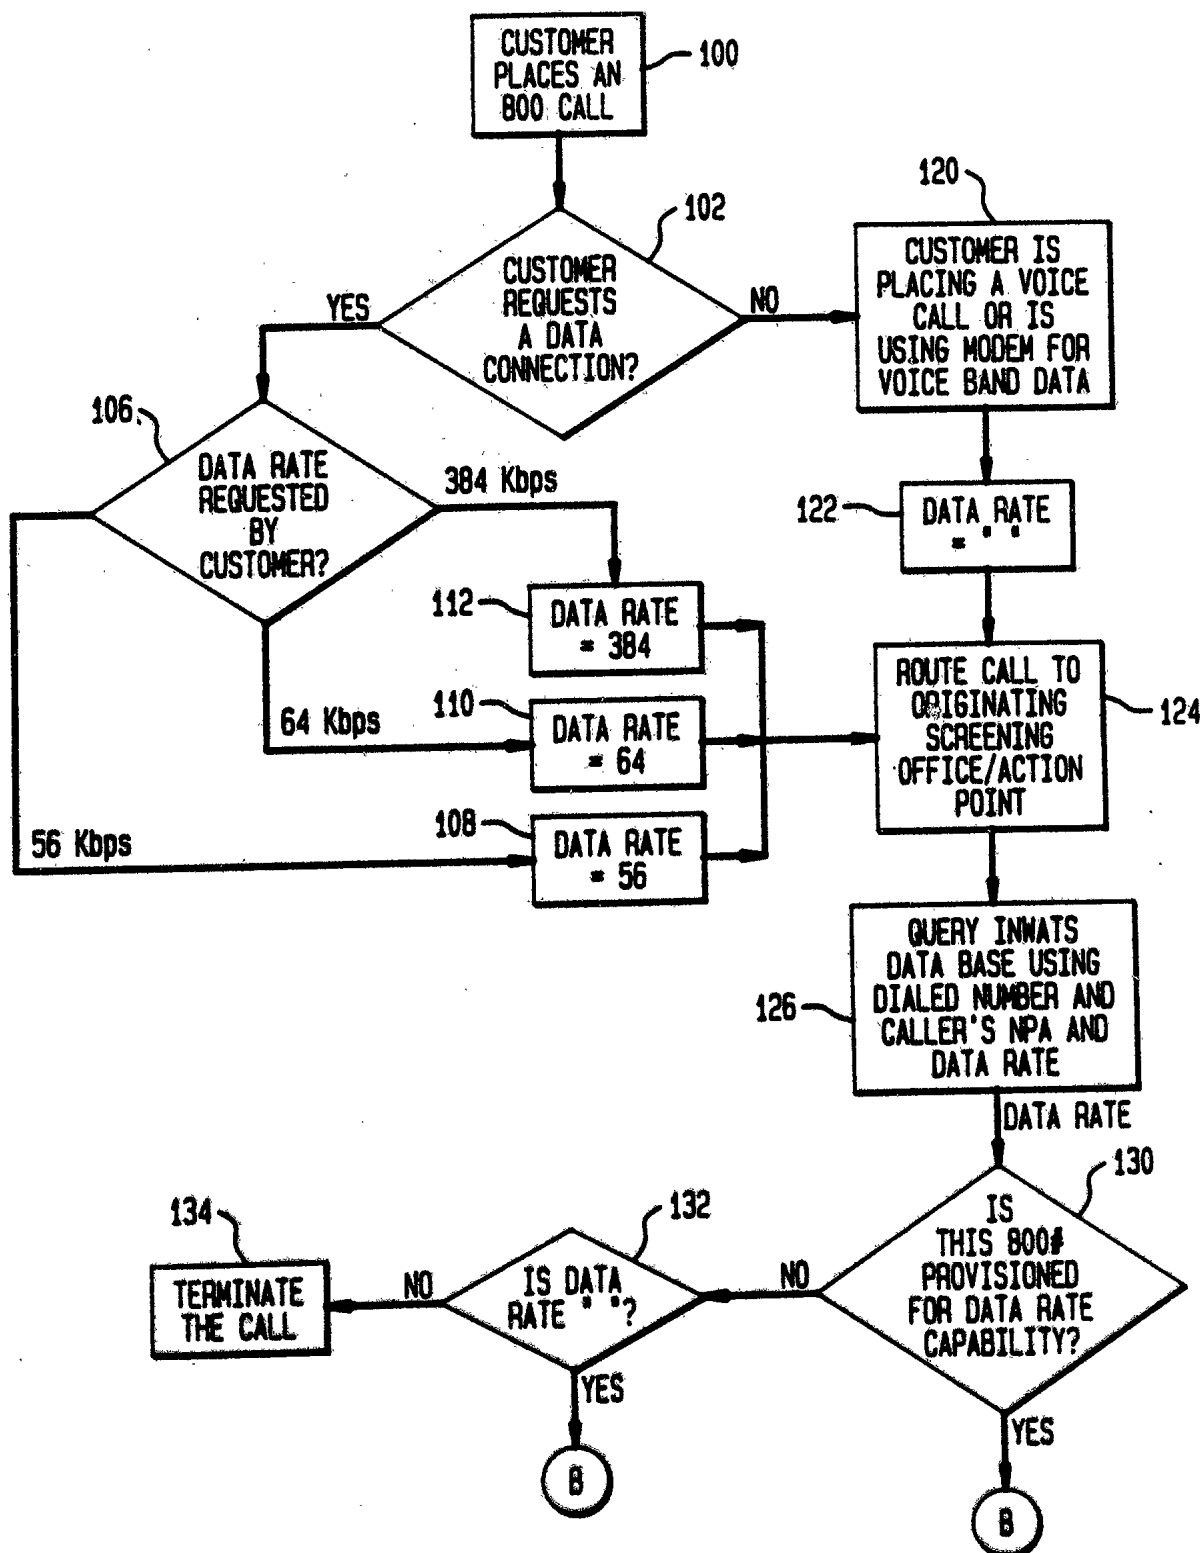 CUSTOMER
PLACES AN
800 CALL
100
102
CUSTOMER
REQUESTS
A DATA
CONNECTION?
YES
NO
120
CUSTOMER IS
PLACING A VOICE
CALL OR IS
USING MODEM FOR
VOICE BAND DATA
106
DATA RATE
REQUESTED
BY
CUSTOMER?
384 Kbps
122
DATA RATE
= " "
112
DATA RATE
= 384
64 Kbps
110
DATA RATE
= 64
ROUTE CALL TO
ORIGINATING
SCREENING
OFFICE/ACTION
POINT
124
56 Kbps
108
DATA RATE
= 56
126
QUERY INWATS
DATA BASE USING
DIALED NUMBER AND
CALLER'S NPA AND
DATA RATE
DATA RATE
130
IS
THIS 800#
PROVISIONED
FOR DATA RATE
CAPABILITY?
NO
YES
B
132
IS DATA
RATE " "?
NO
YES
B
134
TERMINATE
THE CALL